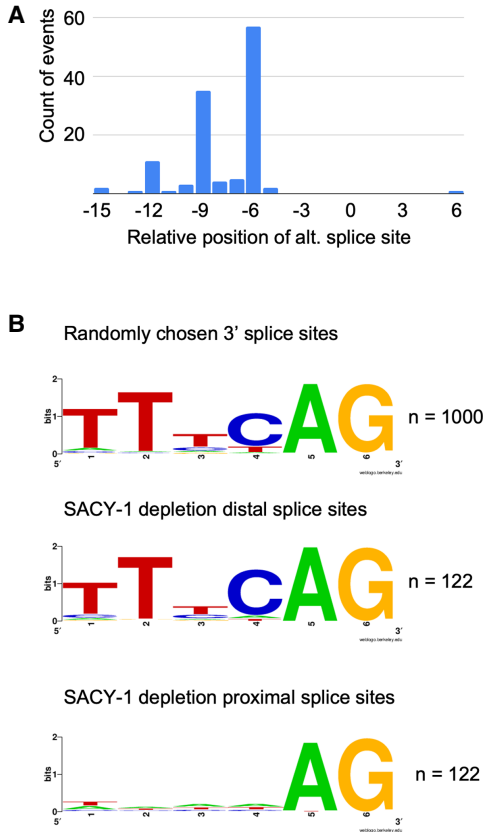 A
Count of events
60
40
20
-15 -12 -9 -6 -3 0 3 6
Relative position of alt. splice site
B
Randomly chosen 3’ splice sites
2
bits
1
0
TTTCAG
T
5′ 1 2 3 4 5 6 3′
weblogo.berkeley.edu
n = 1000
SACY-1 depletion distal splice sites
2
bits
1
0
TTTCAG
5′ 1 2 3 4 5 6 3′
weblogo.berkeley.edu
n = 122
SACY-1 depletion proximal splice sites
2
bits
1
0
T AG
5′ 1 2 3 4 5 6 3′
weblogo.berkeley.edu
n = 122